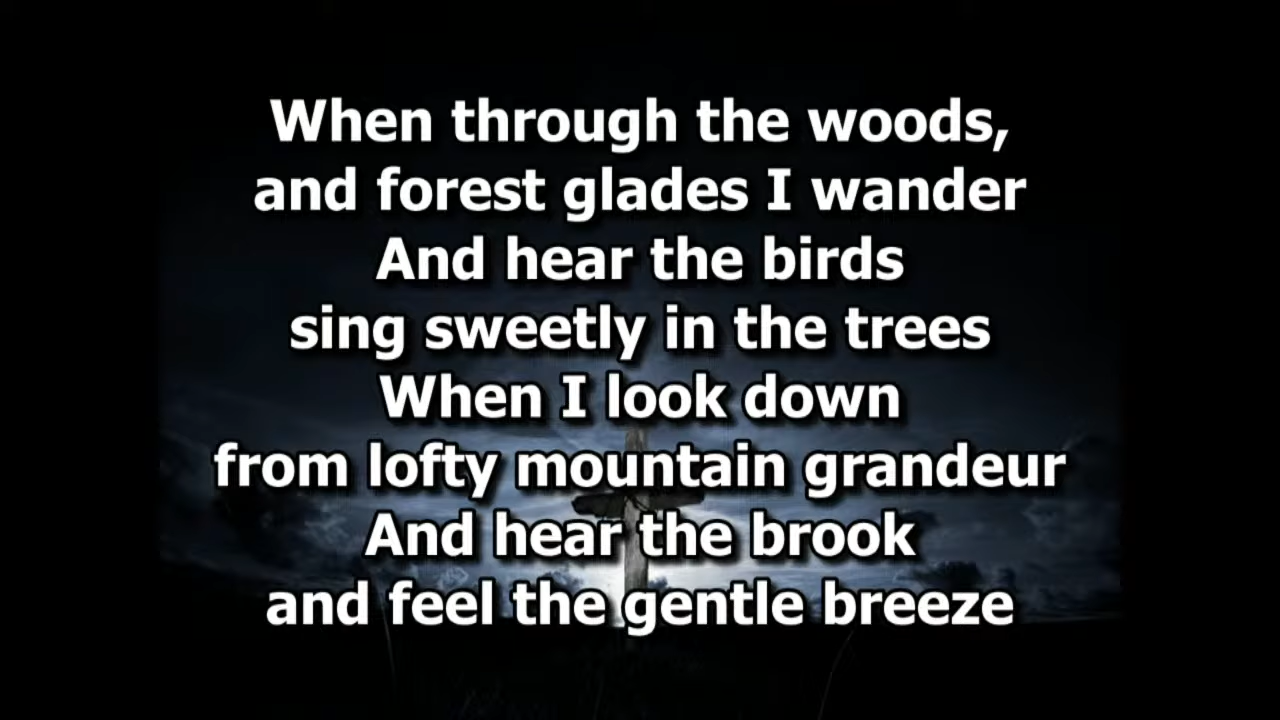 When through the woods,
and forest glades I wander
And hear the birds
sing sweetly in the trees
When I look down
from lofty mountain grandeur
And hear the brook
and feel the gentle breeze